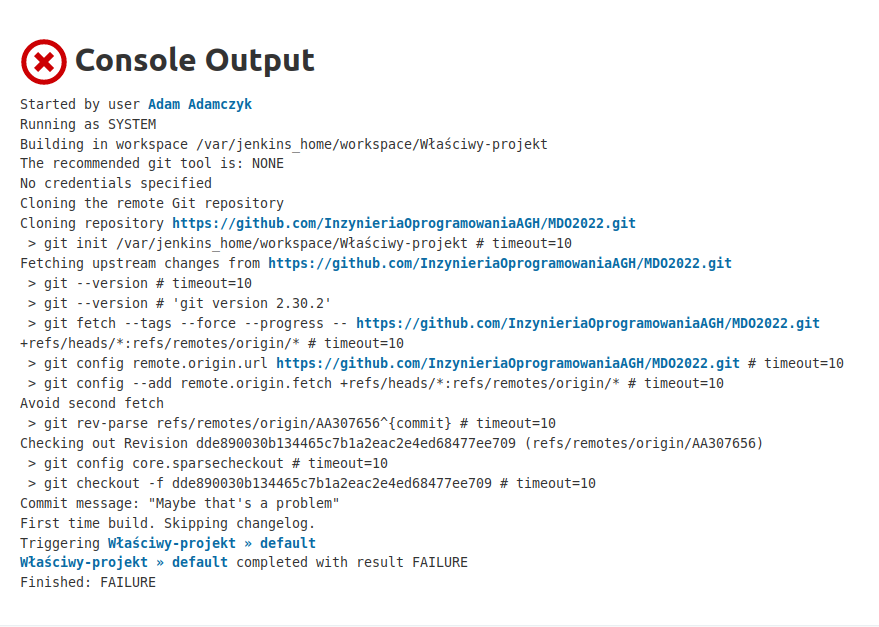 Console Output
Started by user Adam Adamczyk
Running as SYSTEM
Building in workspace /var/jenkins_home/workspace/Właściwy-projekt
The recommended git tool is: NONE
No credentials specified
Cloning the remote Git repository
Cloning repository https://github.com/InzynieriaOprogramowaniaAGH/MDO2022.git
 > git init /var/jenkins_home/workspace/Właściwy-projekt # timeout=10
Fetching upstream changes from https://github.com/InzynieriaOprogramowaniaAGH/MDO2022.git
 > git --version # timeout=10
 > git --version # 'git version 2.30.2'
 > git fetch --tags --force --progress -- https://github.com/InzynieriaOprogramowaniaAGH/MDO2022.git
+refs/heads/*:refs/remotes/origin/* # timeout=10
 > git config remote.origin.url https://github.com/InzynieriaOprogramowaniaAGH/MDO2022.git # timeout=10
 > git config --add remote.origin.fetch +refs/heads/*:refs/remotes/origin/* # timeout=10
Avoid second fetch
 > git rev-parse refs/remotes/origin/AA307656^{commit} # timeout=10
Checking out Revision dde890030b134465c7b1a2eac2e4ed68477ee709 (refs/remotes/origin/AA307656)
 > git config core.sparsecheckout # timeout=10
 > git checkout -f dde890030b134465c7b1a2eac2e4ed68477ee709 # timeout=10
Commit message: "Maybe that's a problem"
First time build. Skipping changelog.
Triggering Właściwy-projekt » default
Właściwy-projekt » default completed with result FAILURE
Finished: FAILURE